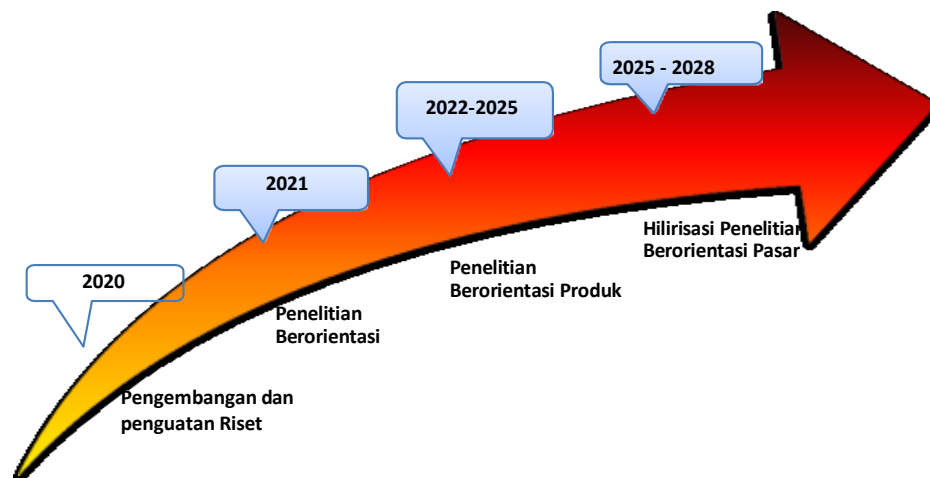 2020
Pengembangan dan
penguatan Riset
2021
Penelitian
Berorientasi
2022-2025
Penelitian
Berorientasi Produk
2025 - 2028
Hilirisasi Penelitian
Berorientasi Pasar